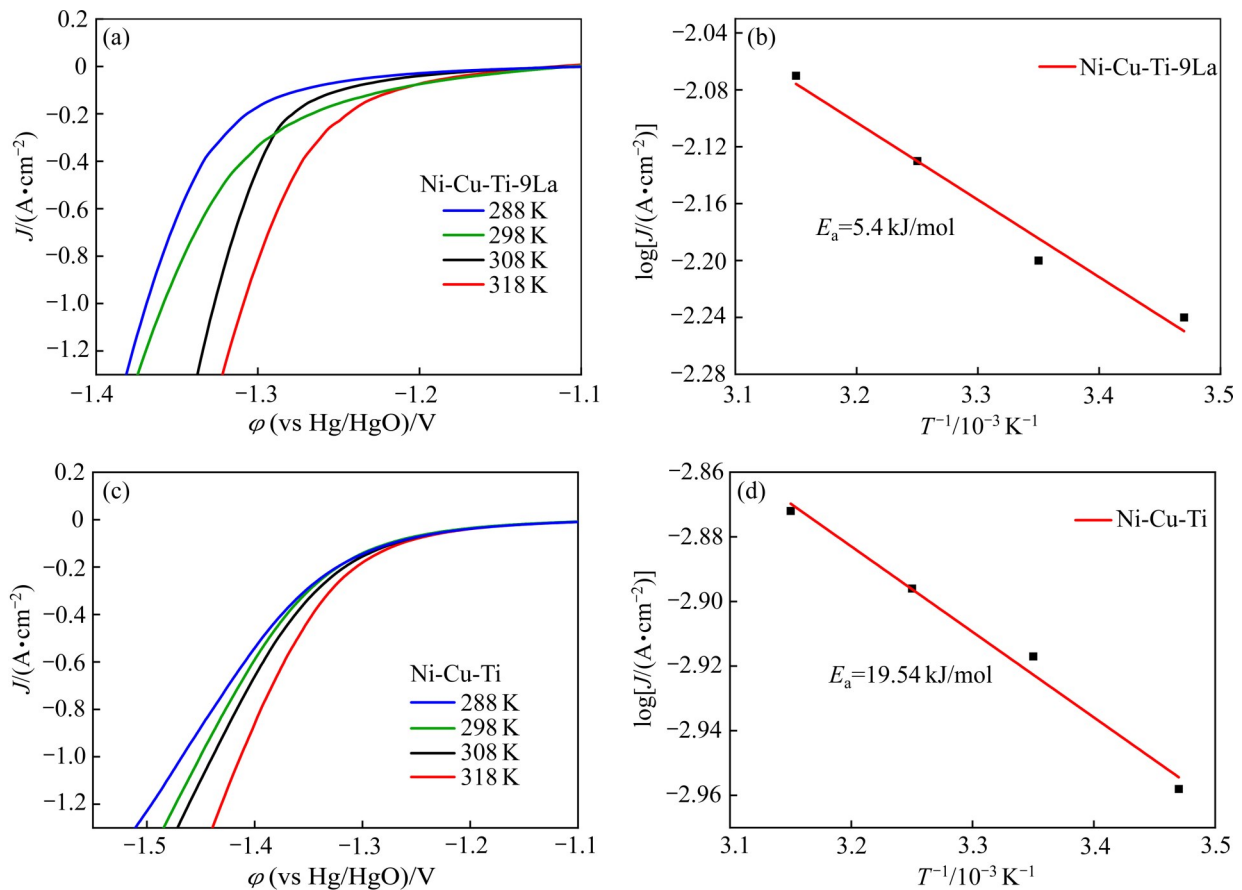 (a)
0.2
0
−0.2
−0.4
−0.6
−0.8
−1.0
−1.2
J/(A•cm⁻²)
Ni-Cu-Ti-9La
288 K
298 K
308 K
318 K
−1.4 −1.3 −1.2 −1.1
φ (vs Hg/HgO)/V
(b)
−2.04
−2.08
−2.12
−2.16
−2.20
−2.24
−2.28
log[J/(A•cm⁻²)]
Ni-Cu-Ti-9La
Eₐ=5.4 kJ/mol
3.1 3.2 3.3 3.4 3.5
T⁻¹/10⁻³ K⁻¹
(c)
0.2
0
−0.2
−0.4
−0.6
−0.8
−1.0
−1.2
J/(A•cm⁻²)
Ni-Cu-Ti
288 K
298 K
308 K
318 K
−1.5 −1.4 −1.3 −1.2 −1.1
φ (vs Hg/HgO)/V
(d)
−2.86
−2.88
−2.90
−2.92
−2.94
−2.96
log[J/(A•cm⁻²)]
Ni-Cu-Ti
Eₐ=19.54 kJ/mol
3.1 3.2 3.3 3.4 3.5
T⁻¹/10⁻³ K⁻¹